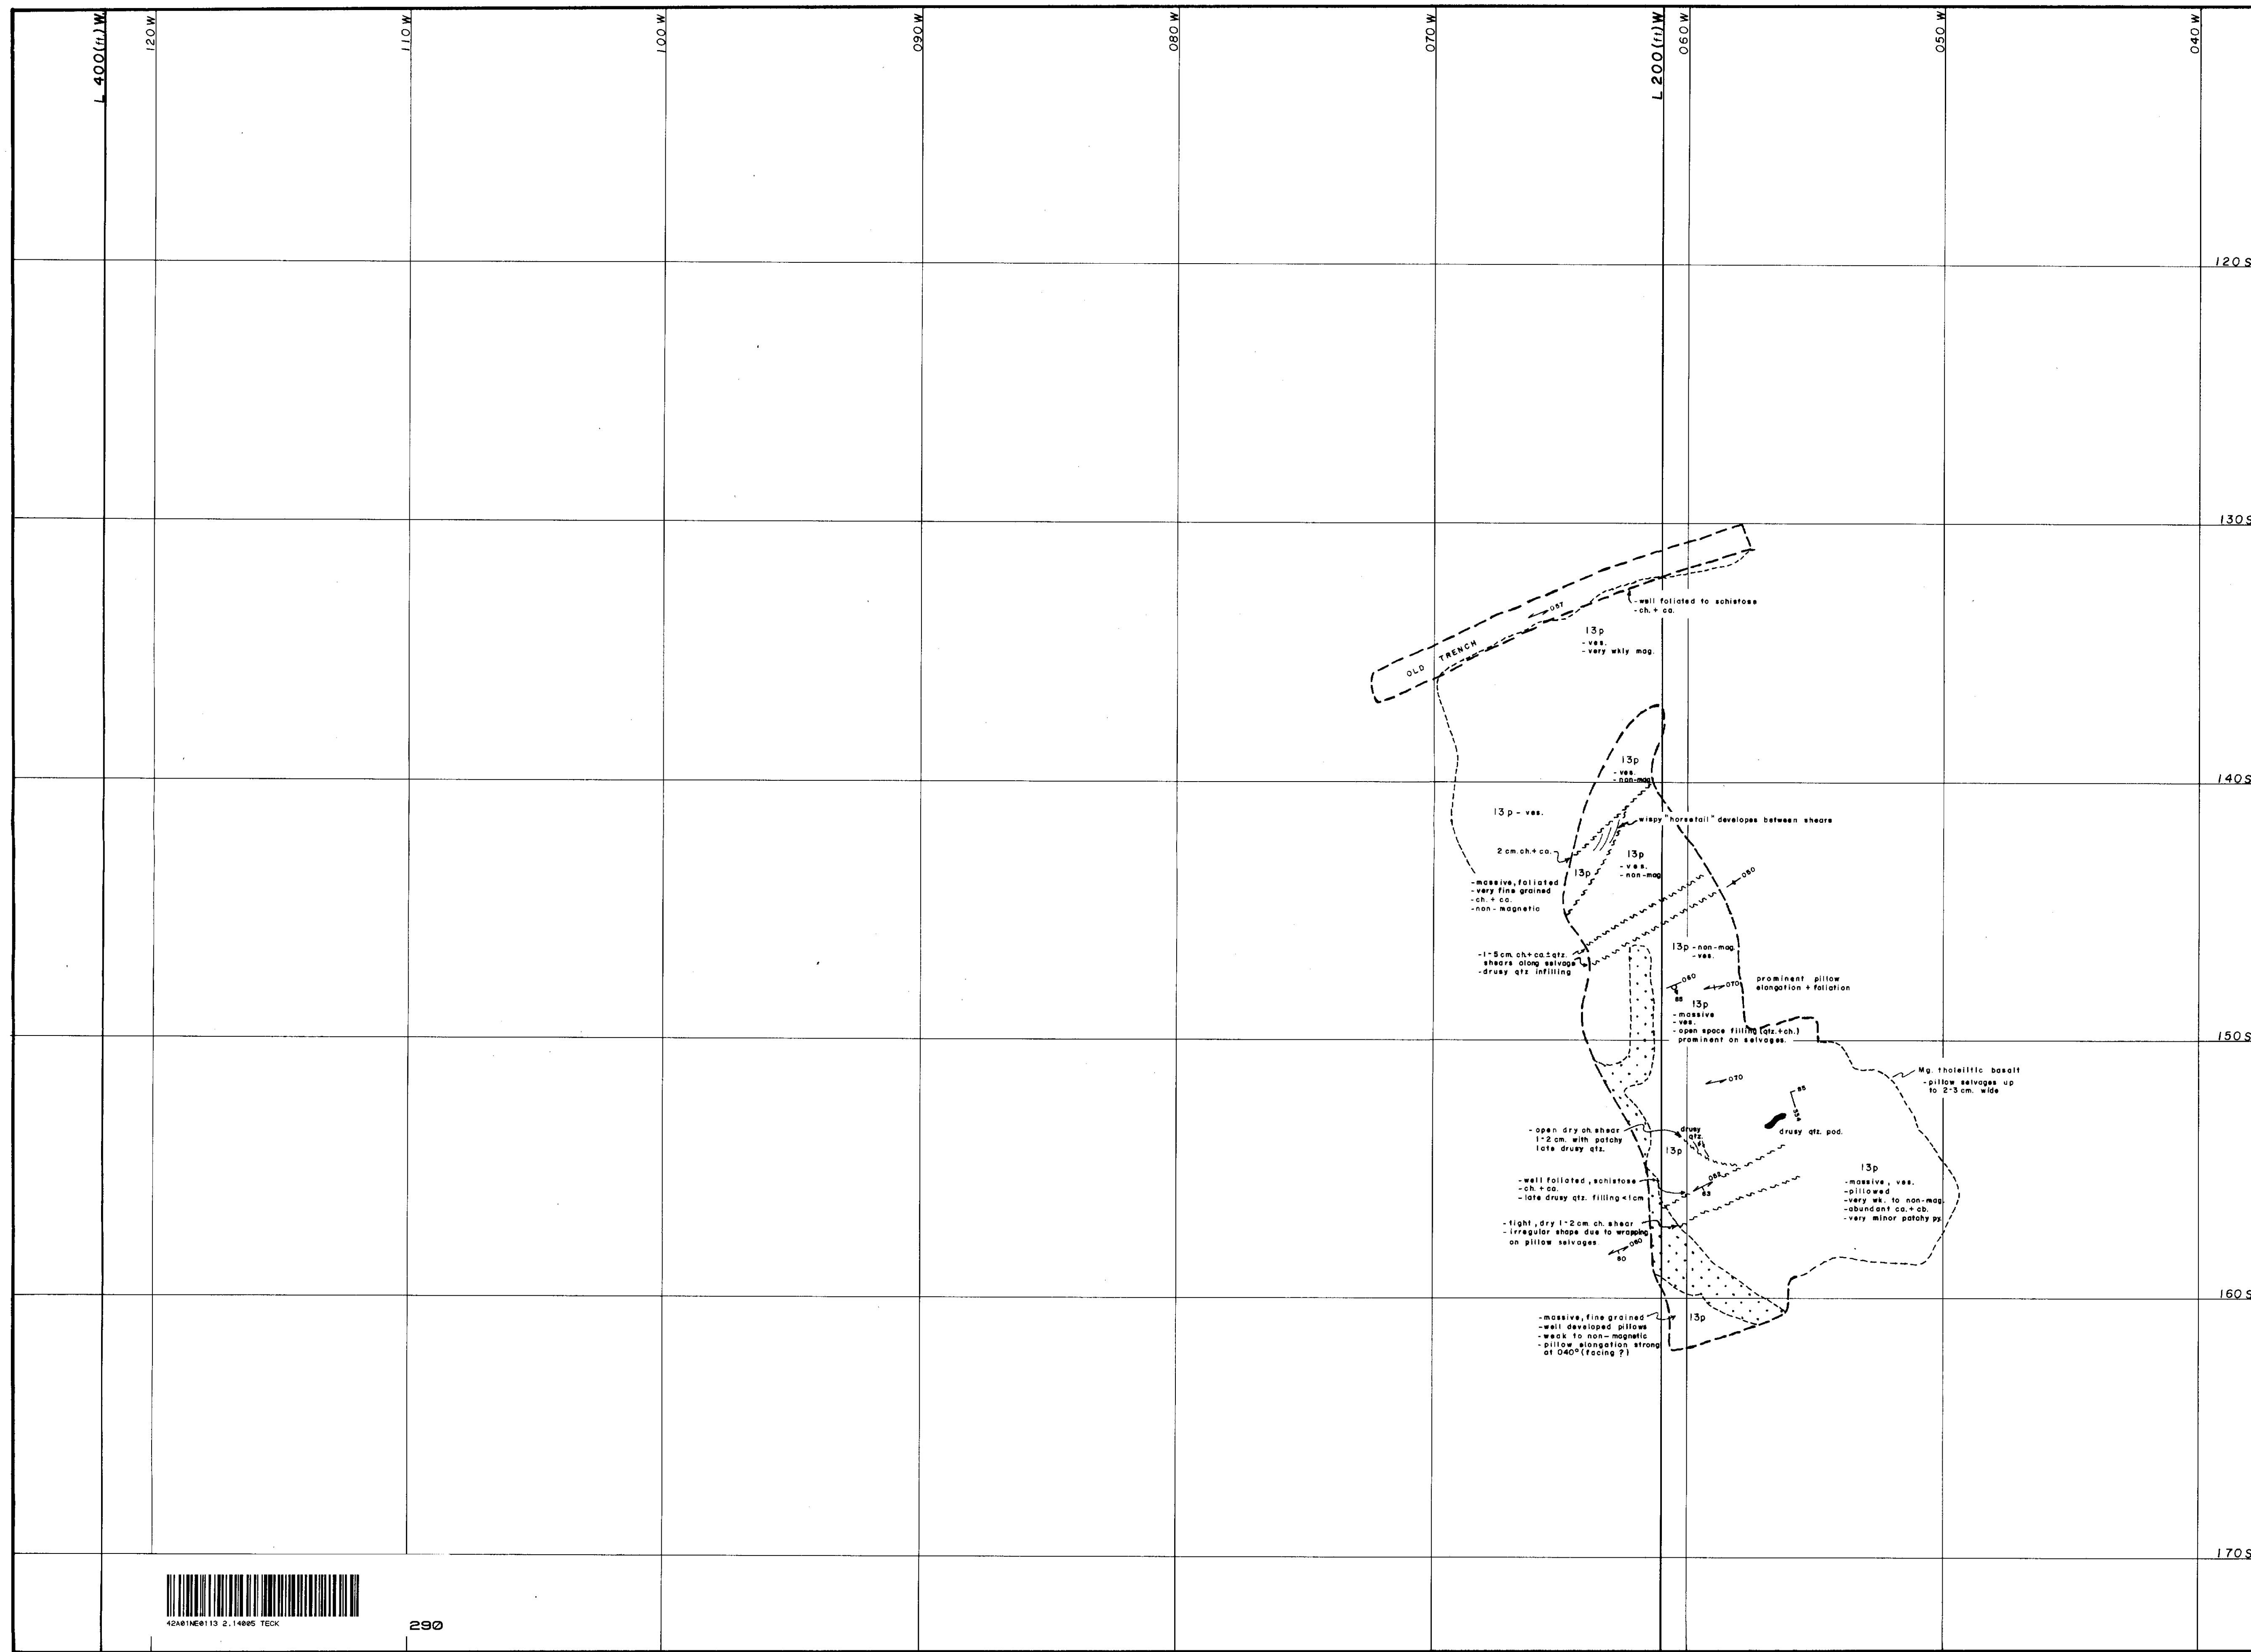 L 400(ft.)W
120 W
110 W
100 W
090 W
080 W
070 W
L 200(ft)W
060 W
050 W
040 W
120 S
130 S
057
-well foliated to schistose
-ch. + ca.
13p
-ves.
-very wkly mag.
OLD TRENCH
13p
-ves.
-non-mag
140 S
13p - ves.
wispy "horsetail" developes between shears
2 cm. ch. + ca.
13p
-ves.
-non-mag
13p
-massive, foliated
-very fine grained
-ch. + ca.
-non-magnetic
050
13p -non-mag.
-ves.
-1-5 cm. ch.+ca.±qtz.
shears along selvage
-drusy qtz infilling
060
88
070
prominent pillow
elongation + foliation
13p
-massive
-ves.
-open space filling (qtz.+ch.)
prominent on selvages.
150 S
Mg. tholeiitic basalt
-pillow selvages up
to 2-3 cm. wide
070
85
334
drusy qtz. pod.
-open dry ch. shear
1-2 cm. with patchy
late drusy qtz.
drusy
qtz.
13p
-well foliated, schistose
-ch. + ca.
-late drusy qtz. filling <1cm
052
63
13p
-massive, ves.
-pillowed
-very wk. to non-mag.
-abundant ca. + cb.
-very minor patchy py.
-tight, dry 1-2 cm ch. shear
-irregular shape due to wrapping
on pillow selvages
060
80
160 S
-massive, fine grained
-well developed pillows
-weak to non-magnetic
-pillow elongation strong
at 040° (facing ?)
13p
170 S
42A01NE0113 2.14005 TECK
290